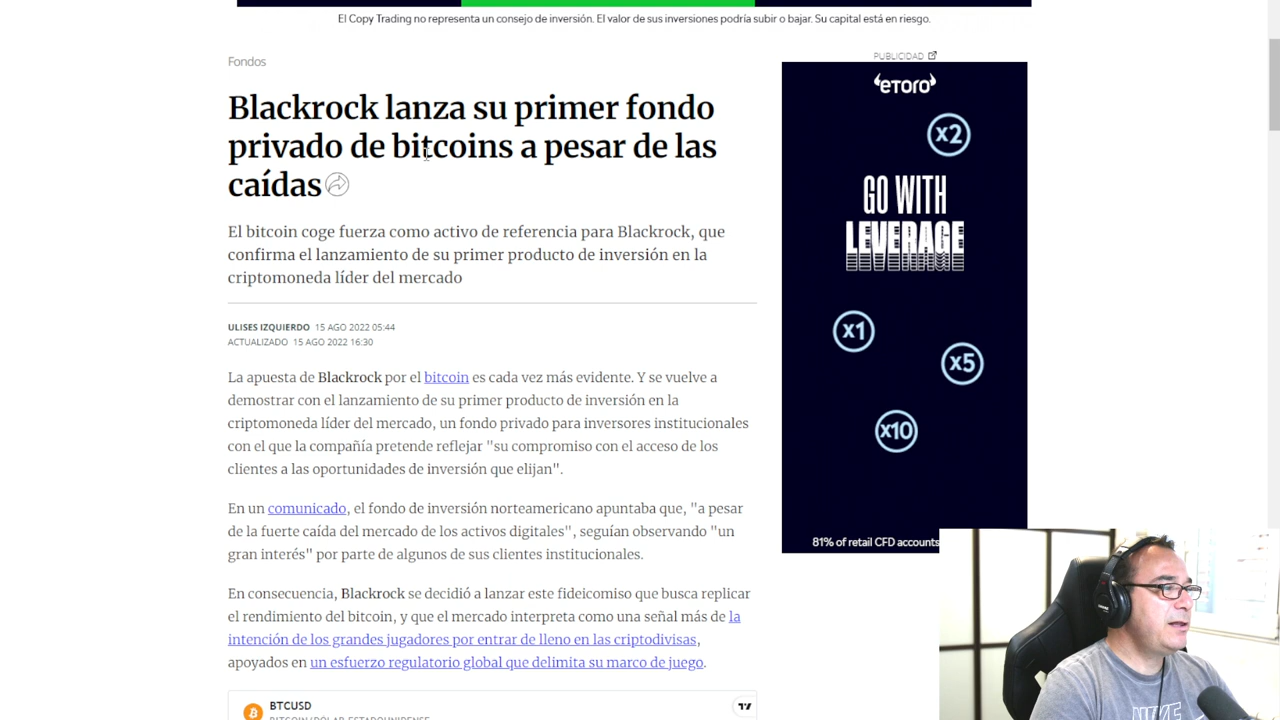 El Copy Trading no representa un consejo de inversión. El valor de sus inversiones podría subir o bajar. Su capital está en riesgo.
Fondos
Blackrock lanza su primer fondo
privado de bitcoins a pesar de las
caídas
El bitcoin coge fuerza como activo de referencia para Blackrock, que
confirma el lanzamiento de su primer producto de inversión en la
criptomoneda líder del mercado
ULISES IZQUIERDO 15 AGO 2022 05:44
ACTUALIZADO 15 AGO 2022 16:30
La apuesta de Blackrock por el bitcoin es cada vez más evidente. Y se vuelve a
demostrar con el lanzamiento de su primer producto de inversión en la
criptomoneda líder del mercado, un fondo privado para inversores institucionales
con el que la compañía pretende reflejar "su compromiso con el acceso de los
clientes a las oportunidades de inversión que elijan".
En un comunicado, el fondo de inversión norteamericano apuntaba que, "a pesar
de la fuerte caída del mercado de los activos digitales", seguían observando "un
gran interés" por parte de algunos de sus clientes institucionales.
En consecuencia, Blackrock se decidió a lanzar este fideicomiso que busca replicar
el rendimiento del bitcoin, y que el mercado interpreta como una señal más de la
intención de los grandes jugadores por entrar de lleno en las criptodivisas,
apoyados en un esfuerzo regulatorio global que delimita su marco de juego.
BTCUSD
BITCOIN/DÓLAR ESTADOUNIDENSE
PUBLICIDAD
eToro
x2
GO WITH
LEVERAGE
x1
x5
x10
81% of retail CFD accounts
NIKE